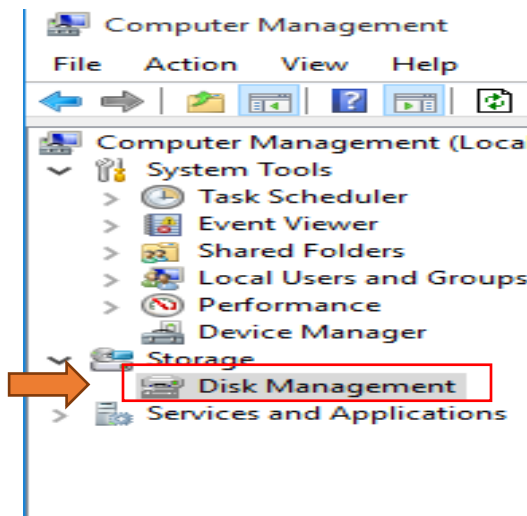 Computer Management
File Action View Help
Computer Management (Loca
System Tools
Task Scheduler
Event Viewer
Shared Folders
Local Users and Groups
Performance
Device Manager
Storage
Disk Management
Services and Applications